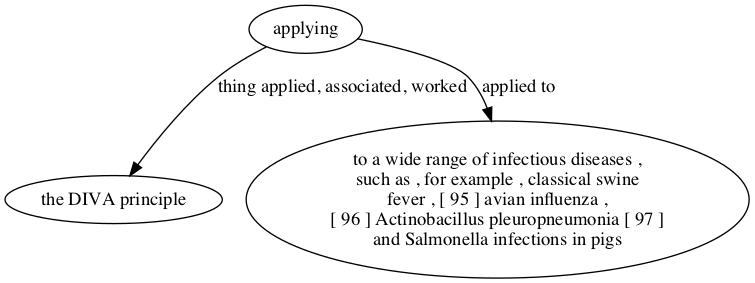 applying
thing applied, associated, worked
applied to
the DIVA principle
to a wide range of infectious diseases ,
such as , for example , classical swine
fever , [ 95 ] avian influenza ,
[ 96 ] Actinobacillus pleuropneumonia [ 97 ]
and Salmonella infections in pigs